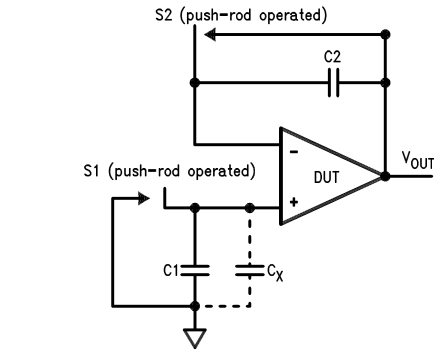 S2 (push-rod operated)
C2
VOUT
S1 (push-rod operated)
−
DUT
+
C1
CX